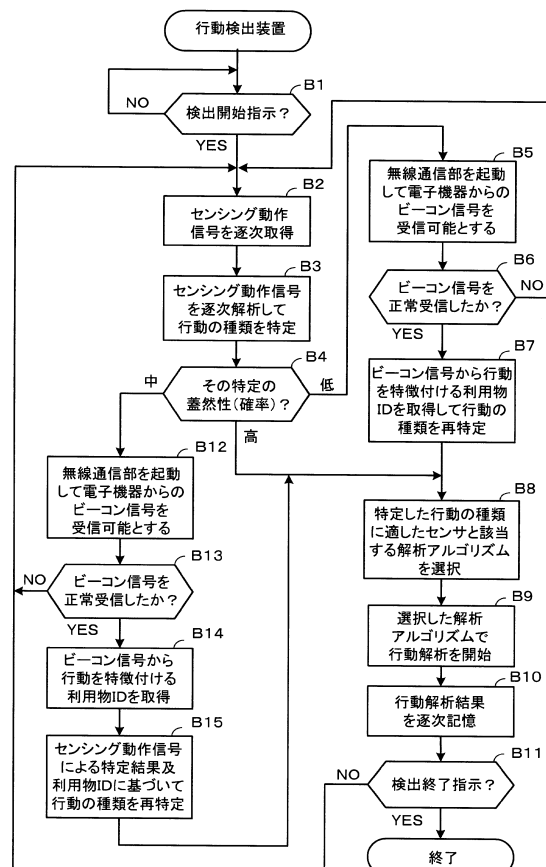 行動検出装置
B1
検出開始指示？
NO
YES
B2
センシング動作
信号を逐次取得
B3
センシング動作信号
を逐次解析して
行動の種類を特定
B4
その特定の
蓋然性(確率)？
中
低
高
B5
無線通信部を起動
して電子機器からの
ビーコン信号を
受信可能とする
B6
ビーコン信号を
正常受信したか？
NO
YES
B7
ビーコン信号から行動
を特徴付ける利用物
IDを取得して行動の
種類を再特定
B8
特定した行動の種類
に適したセンサと該当
する解析アルゴリズム
を選択
B9
選択した解析
アルゴリズムで
行動解析を開始
B10
行動解析結果
を逐次記憶
B11
検出終了指示？
NO
YES
終了
B12
無線通信部を起動
して電子機器からの
ビーコン信号を
受信可能とする
B13
ビーコン信号を
正常受信したか？
NO
YES
B14
ビーコン信号から
行動を特徴付ける
利用物IDを取得
B15
センシング動作信号
による特定結果及
利用物IDに基づいて
行動の種類を再特定